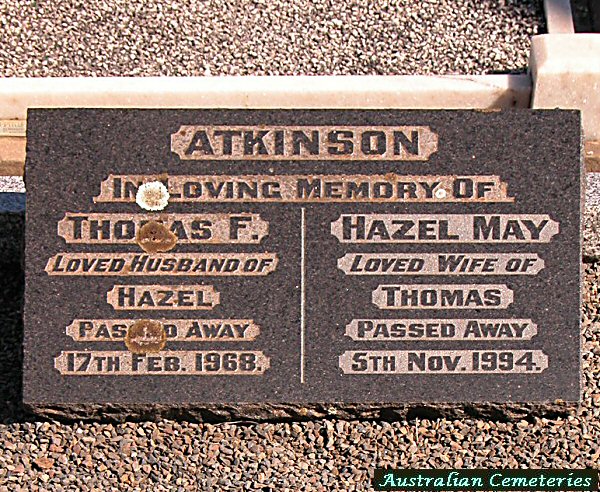 ATKINSON
IN LOVING MEMORY OF
THOMAS F.
LOVED HUSBAND OF
HAZEL
PASSED AWAY
17TH FEB. 1968.
HAZEL MAY
LOVED WIFE OF
THOMAS
PASSED AWAY
5TH NOV. 1994.
Australian Cemeteries